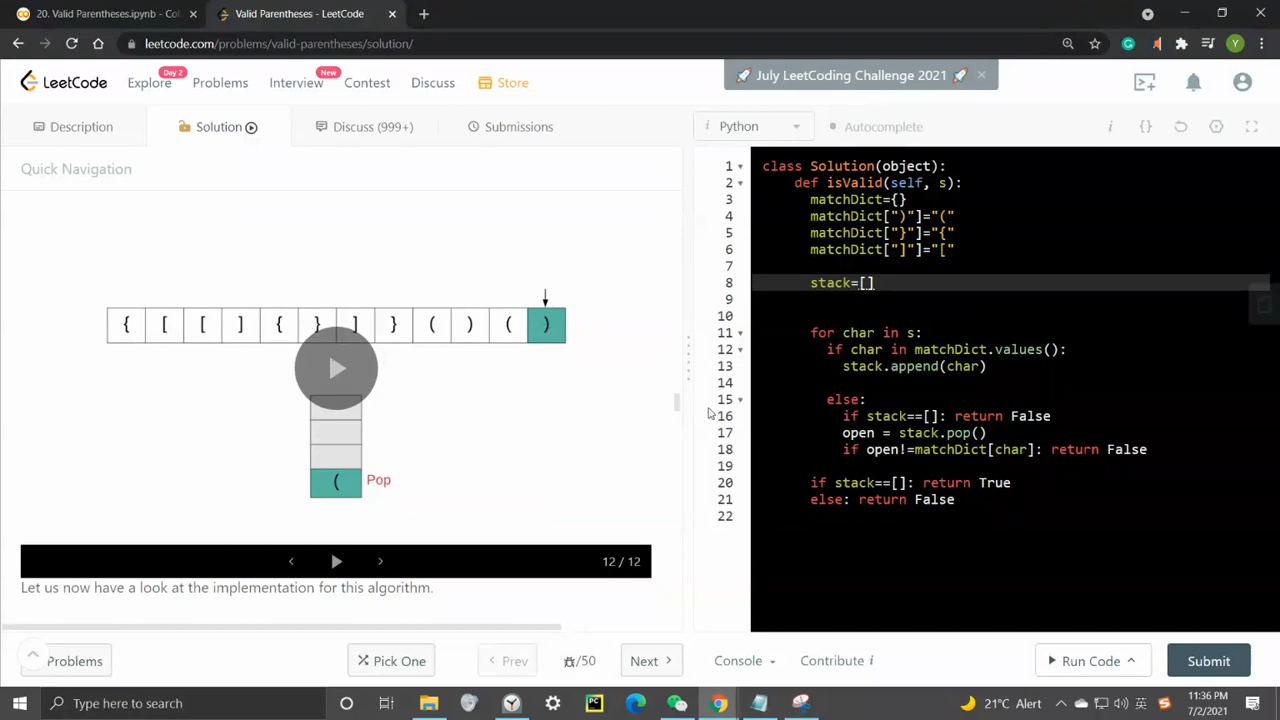 20. Valid Parentheses.ipynb - Col
Valid Parentheses - LeetCode
leetcode.com/problems/valid-parentheses/solution/
LeetCode
Explore
Day 2
Problems
Interview
New
Contest
Discuss
Store
🚀 July LeetCoding Challenge 2021 🚀
Description
Solution
Discuss (999+)
Submissions
i Python
Autocomplete
Quick Navigation
{ [ [ ] { } ] } ( ) ( )
( Pop
12 / 12
Let us now have a look at the implementation for this algorithm.
1 class Solution(object):
2 def isValid(self, s):
3 matchDict={}
4 matchDict[")"]="("
5 matchDict["}"]="{"
6 matchDict["]"]="["
7
8 stack=[]
9
10
11 for char in s:
12 if char in matchDict.values():
13 stack.append(char)
14
15 else:
16 if stack==[]: return False
17 open = stack.pop()
18 if open!=matchDict[char]: return False
19
20 if stack==[]: return True
21 else: return False
22
Problems
Pick One
Prev
/50
Next
Console
Contribute i
Run Code
Submit
Type here to search
21°C Alert
英
11:36 PM
7/2/2021